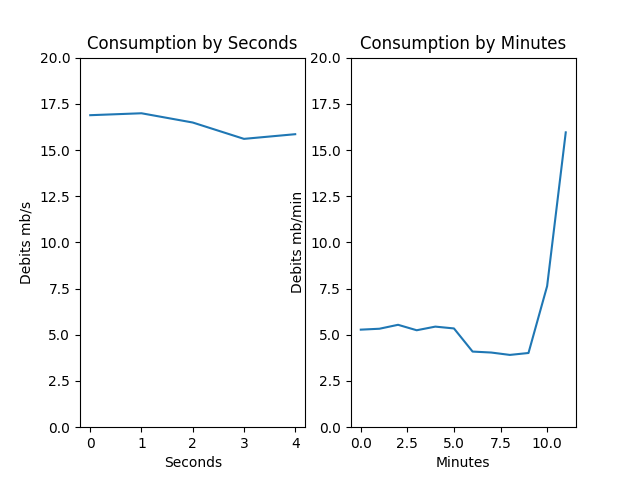 Consumption by Seconds
20.0
17.5
15.0
12.5
10.0
7.5
5.0
2.5
0.0
Debits mb/s
0 1 2 3 4
Seconds
Consumption by Minutes
20.0
17.5
15.0
12.5
10.0
7.5
5.0
2.5
0.0
Debits mb/min
0.0 2.5 5.0 7.5 10.0
Minutes